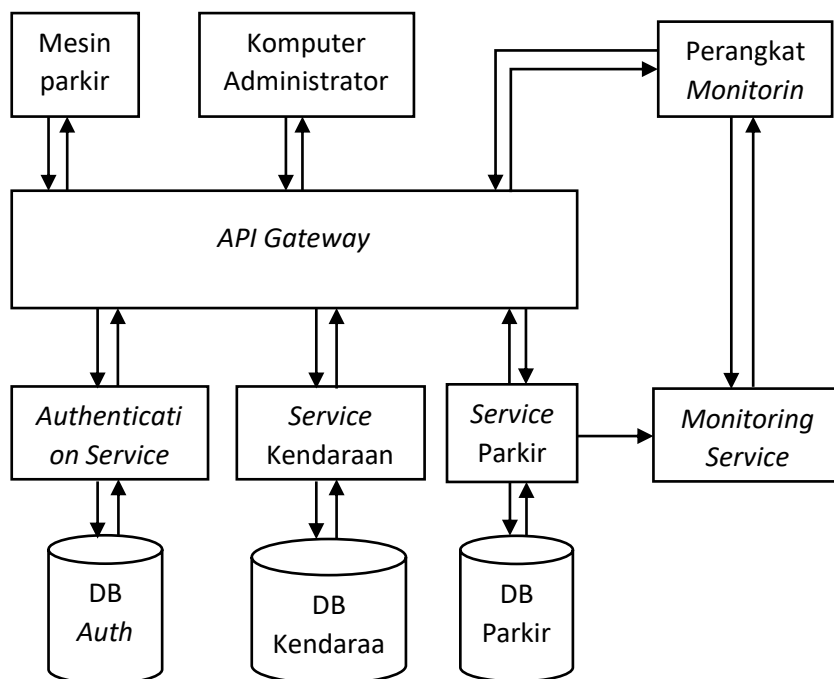 Mesin
parkir
Komputer
Administrator
Perangkat
Monitorin
API Gateway
Authenticati
on Service
Service
Kendaraan
Service
Parkir
Monitoring
Service
DB
Auth
DB
Kendaraa
DB
Parkir